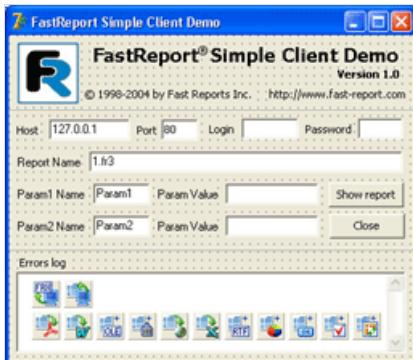 FastReport Simple Client Demo
FastReport® Simple Client Demo
Version 1.0
© 1998-2004 by Fast Reports Inc. http://www.fast-report.com
Host 127.0.0.1 Port 80 Login Password
Report Name 1.fr3
Param1 Name Param1 Param Value Show report
Param2 Name Param2 Param Value Close
Errors log
OLE
RTF